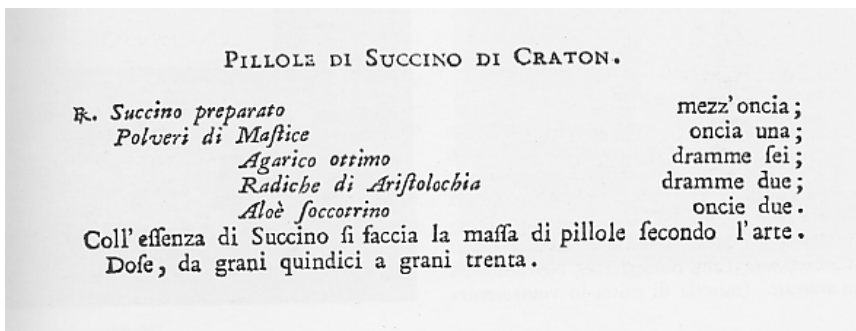 PILLOLE DI SUCCINO DI CRATON.
℞. Succino preparato mezz'oncia;
Polveri di Maſtice oncia una;
Agarico ottimo dramme ſei;
Radiche di Ariſtolochia dramme due;
Aloè ſoccotrino oncie due.
Coll'eſſenza di Succino ſi faccia la maſſa di pillole ſecondo l'arte.
Doſe, da grani quindici a grani trenta.